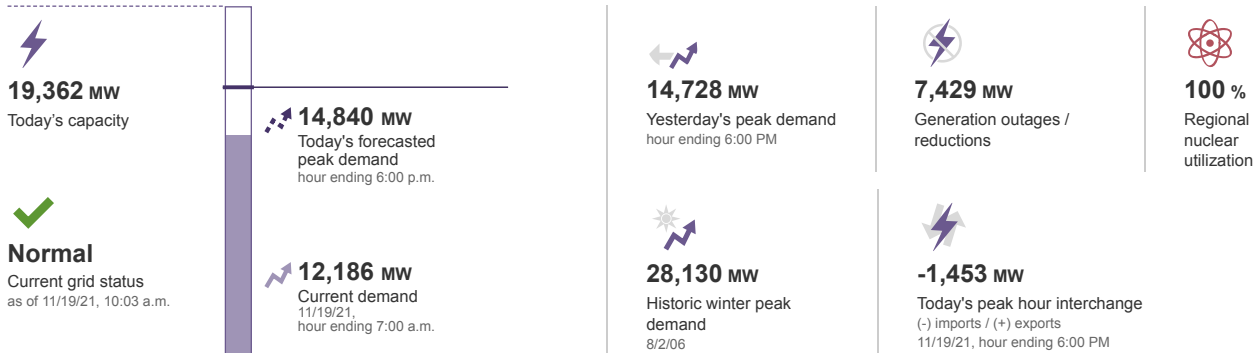 19,362 MW
Today's capacity
Normal
Current grid status
as of 11/19/21, 10:03 a.m.
14,840 MW
Today's forecasted
peak demand
hour ending 6:00 p.m.
12,186 MW
Current demand
11/19/21,
hour ending 7:00 a.m.
14,728 MW
Yesterday's peak demand
hour ending 6:00 PM
7,429 MW
Generation outages /
reductions
100 %
Regional
nuclear
utilization
28,130 MW
Historic winter peak
demand
8/2/06
-1,453 MW
Today's peak hour interchange
(-) imports / (+) exports
11/19/21, hour ending 6:00 PM